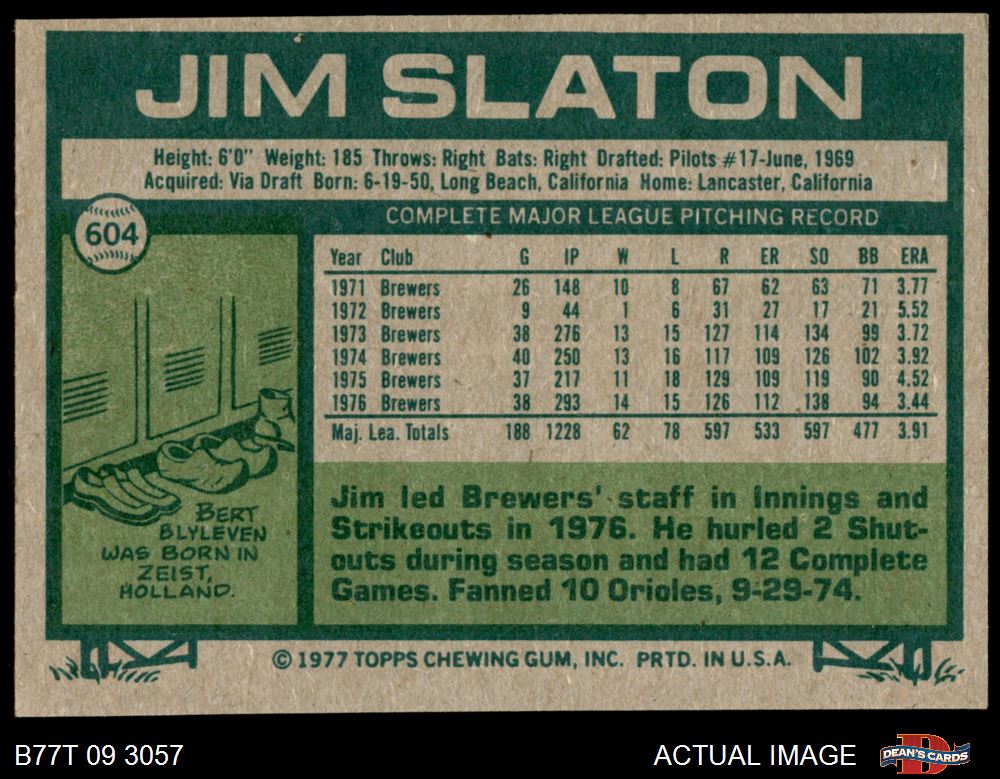 JIM SLATON
Height: 6'0" Weight: 185 Throws: Right Bats: Right Drafted: Pilots #17-June, 1969
Acquired: Via Draft Born: 6-19-50, Long Beach, California Home: Lancaster, California
604
COMPLETE MAJOR LEAGUE PITCHING RECORD
Year Club G IP W L R ER SO BB ERA
1971 Brewers 26 148 10 8 67 62 63 71 3.77
1972 Brewers 9 44 1 6 31 27 17 21 5.52
1973 Brewers 38 276 13 15 127 114 134 99 3.72
1974 Brewers 40 250 13 16 117 109 126 102 3.92
1975 Brewers 37 217 11 18 129 109 119 90 4.52
1976 Brewers 38 293 14 15 126 112 138 94 3.44
Maj. Lea. Totals 188 1228 62 78 597 533 597 477 3.91
BERT
BLYLEVEN
WAS BORN IN
ZEIST,
HOLLAND.
Jim led Brewers' staff in Innings and
Strikeouts in 1976. He hurled 2 Shut-
outs during season and had 12 Complete
Games. Fanned 10 Orioles, 9-29-74.
© 1977 TOPPS CHEWING GUM, INC. PRTD. IN U.S.A.
B77T 09 3057
ACTUAL IMAGE
DEAN'S CARDS